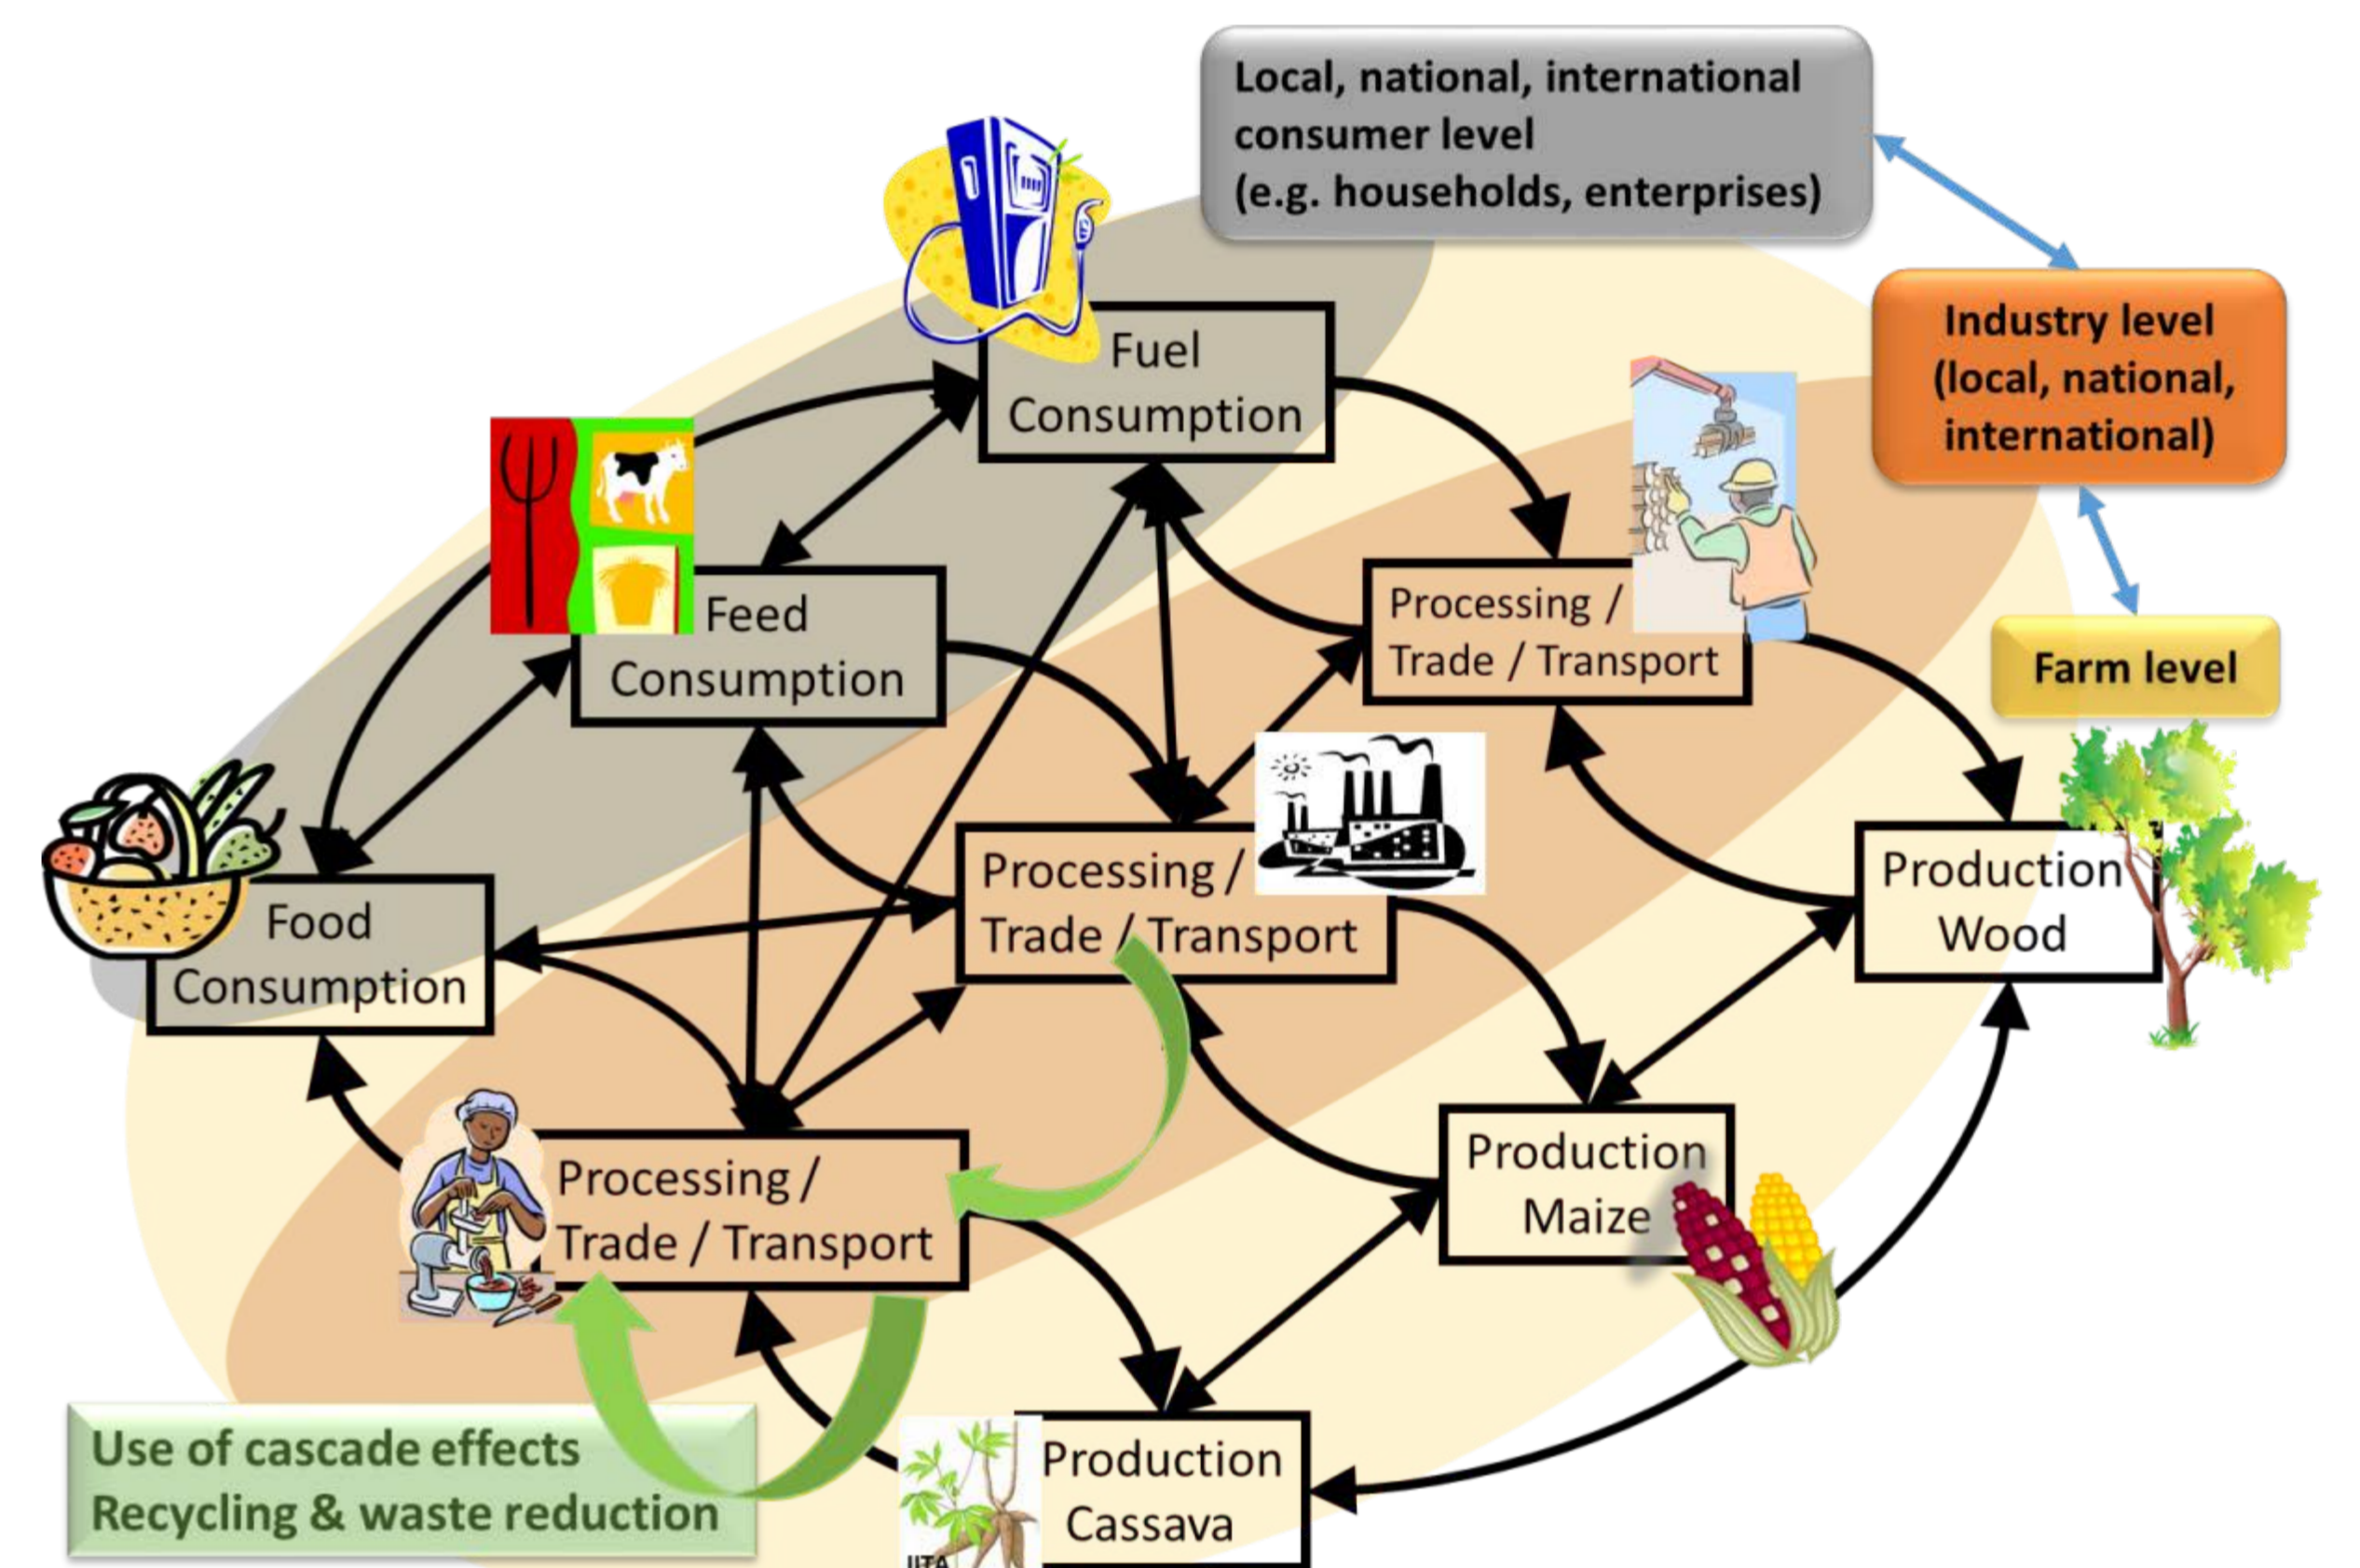 Local, national, international
consumer level
(e.g. households, enterprises)
Industry level
(local, national,
international)
Farm level
Fuel
Consumption
Feed
Consumption
Food
Consumption
Processing /
Trade / Transport
Processing /
Trade / Transport
Processing /
Trade / Transport
Production
Wood
Production
Maize
Production
Cassava
IITA
Use of cascade effects
Recycling & waste reduction